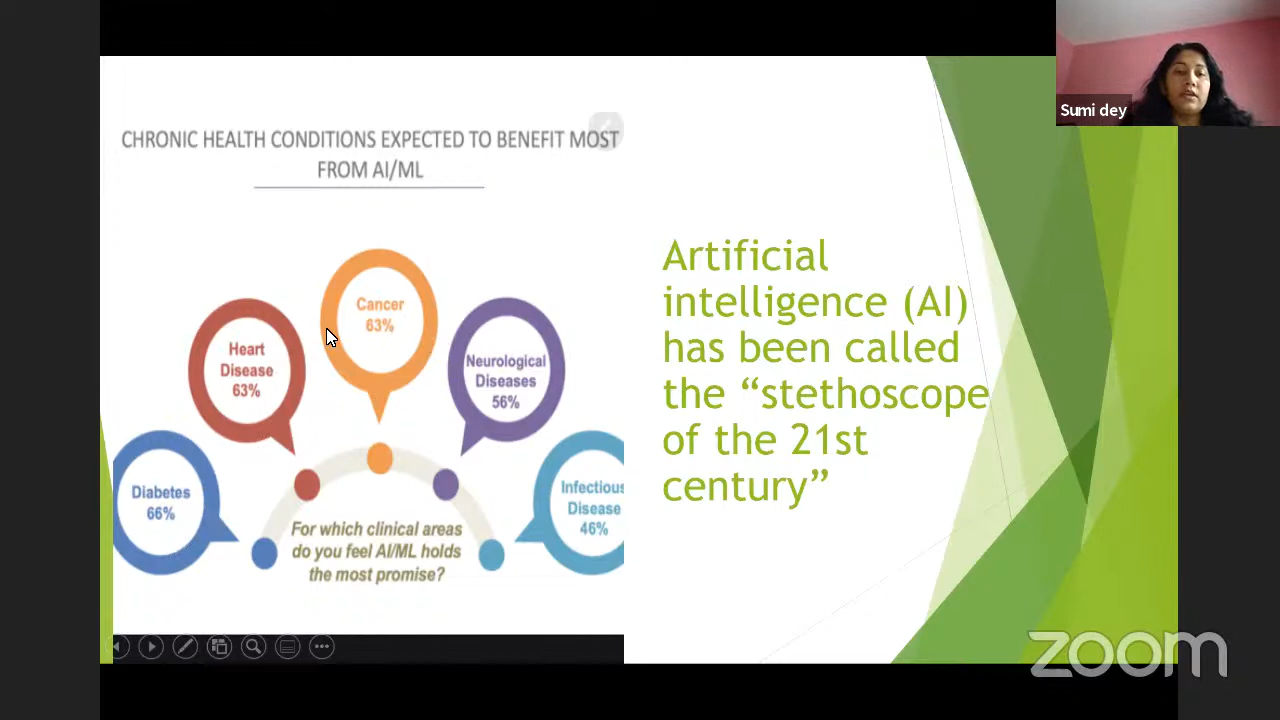 CHRONIC HEALTH CONDITIONS EXPECTED TO BENEFIT MOST
FROM AI/ML
Diabetes
66%
Heart
Disease
63%
Cancer
63%
Neurological
Diseases
56%
Infectious
Disease
46%
For which clinical areas
do you feel AI/ML holds
the most promise?
Artificial
intelligence (AI)
has been called
the “stethoscope
of the 21st
century”
Sumi dey
zoom